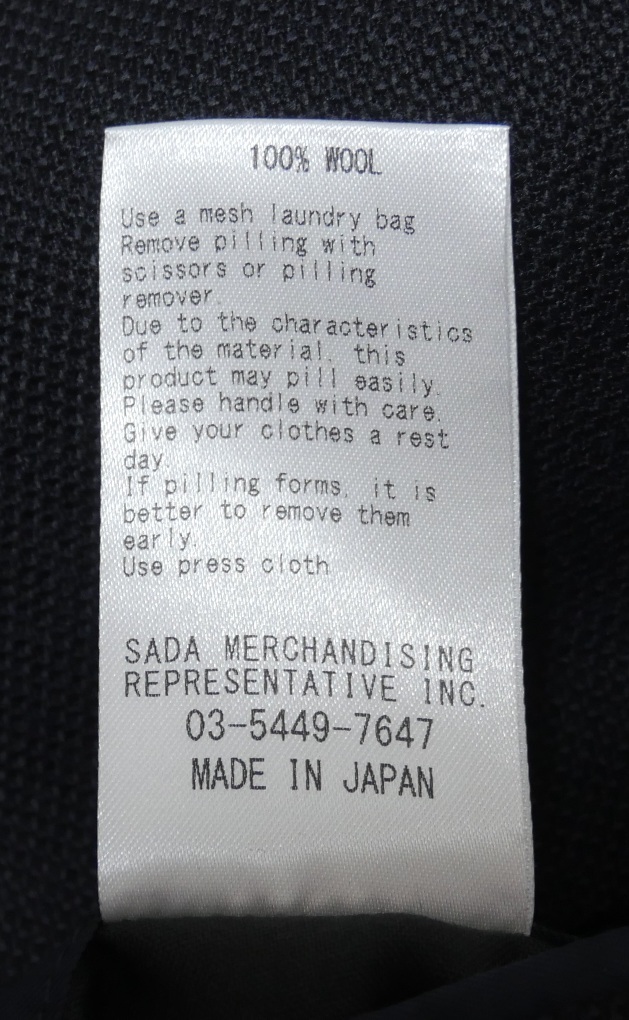 100% WOOL
Use a mesh laundry bag
Remove pilling with
scissors or pilling
remover.
Due to the characteristics
of the material, this
product may pill easily.
Please handle with care.
Give your clothes a rest
day.
If pilling forms, it is
better to remove them
early.
Use press cloth
SADA MERCHANDISING
REPRESENTATIVE INC.
03-5449-7647
MADE IN JAPAN